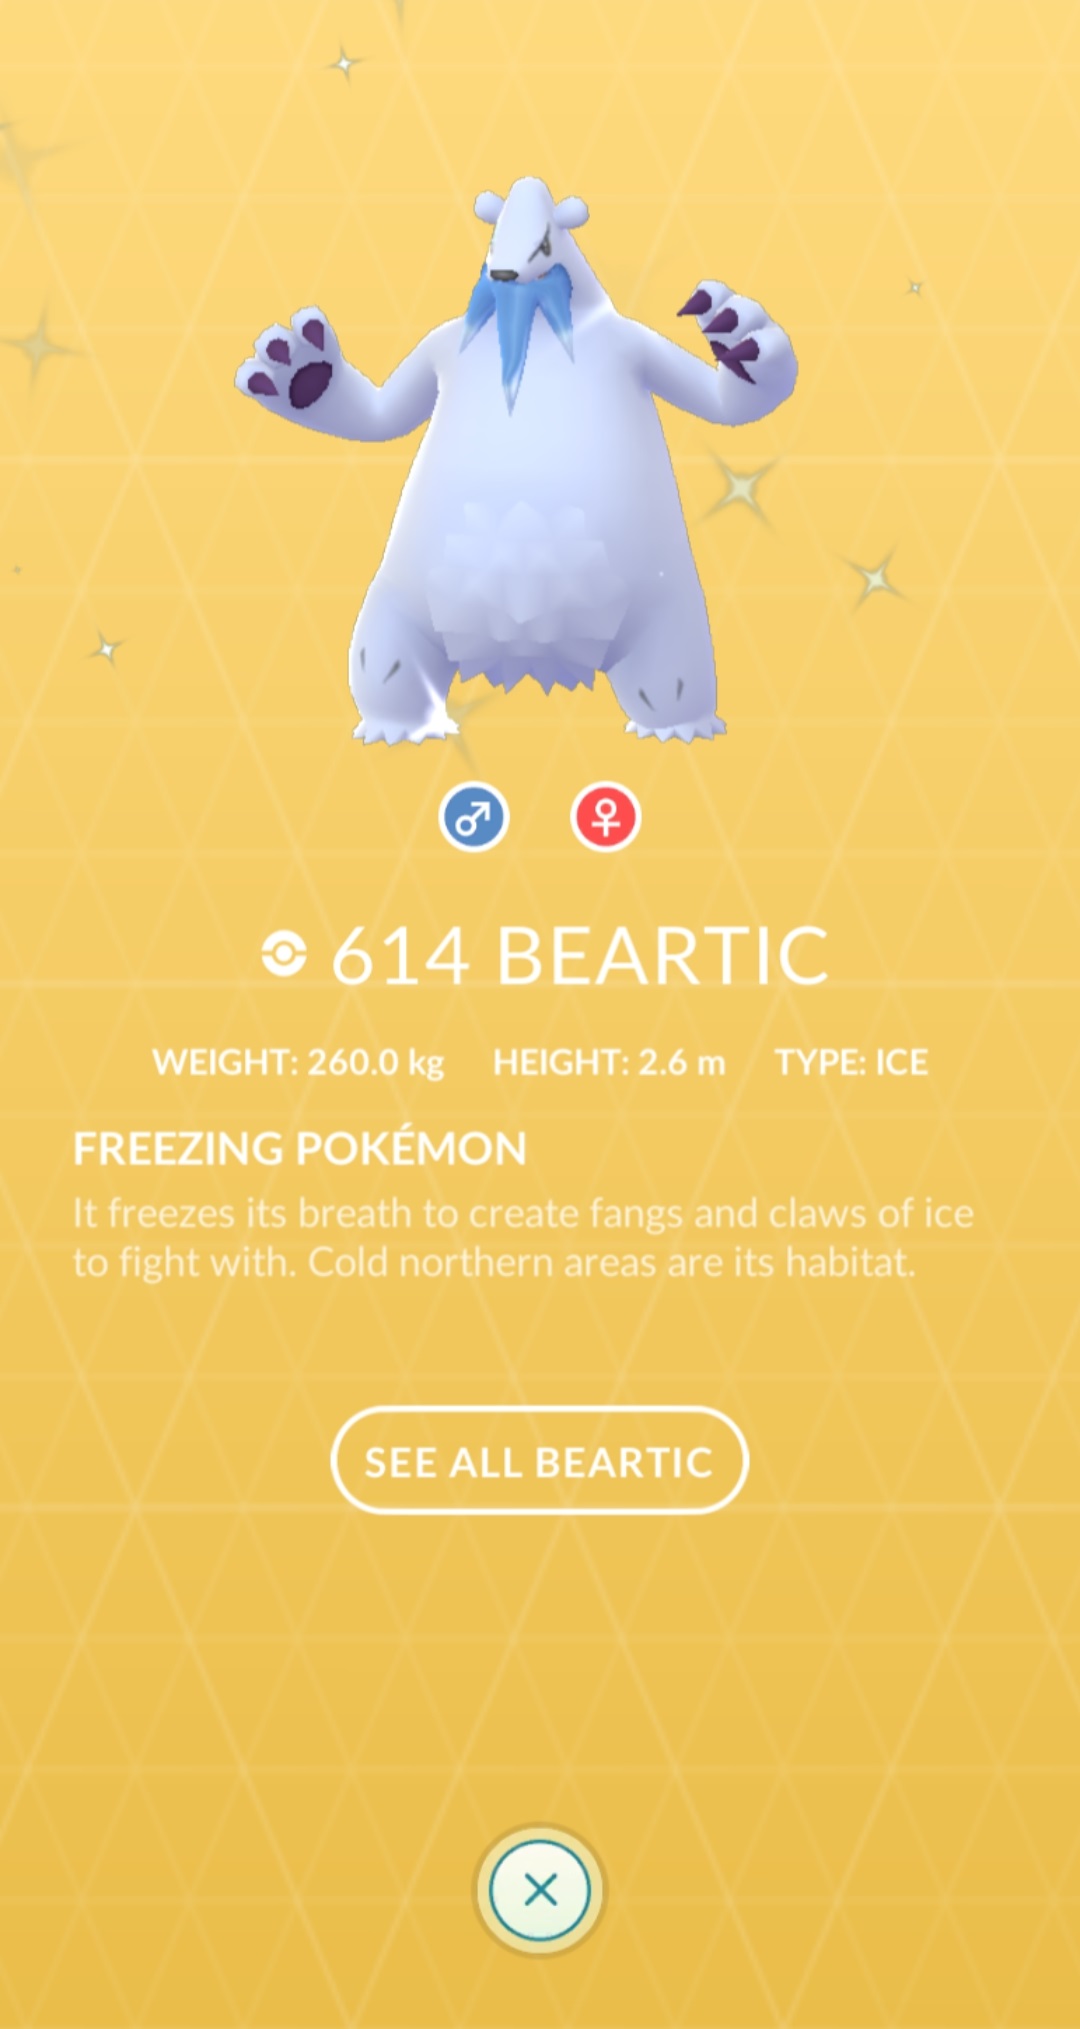 614 BEARTIC
WEIGHT: 260.0 kg HEIGHT: 2.6 m TYPE: ICE
FREEZING POKÉMON
It freezes its breath to create fangs and claws of ice
to fight with. Cold northern areas are its habitat.
SEE ALL BEARTIC